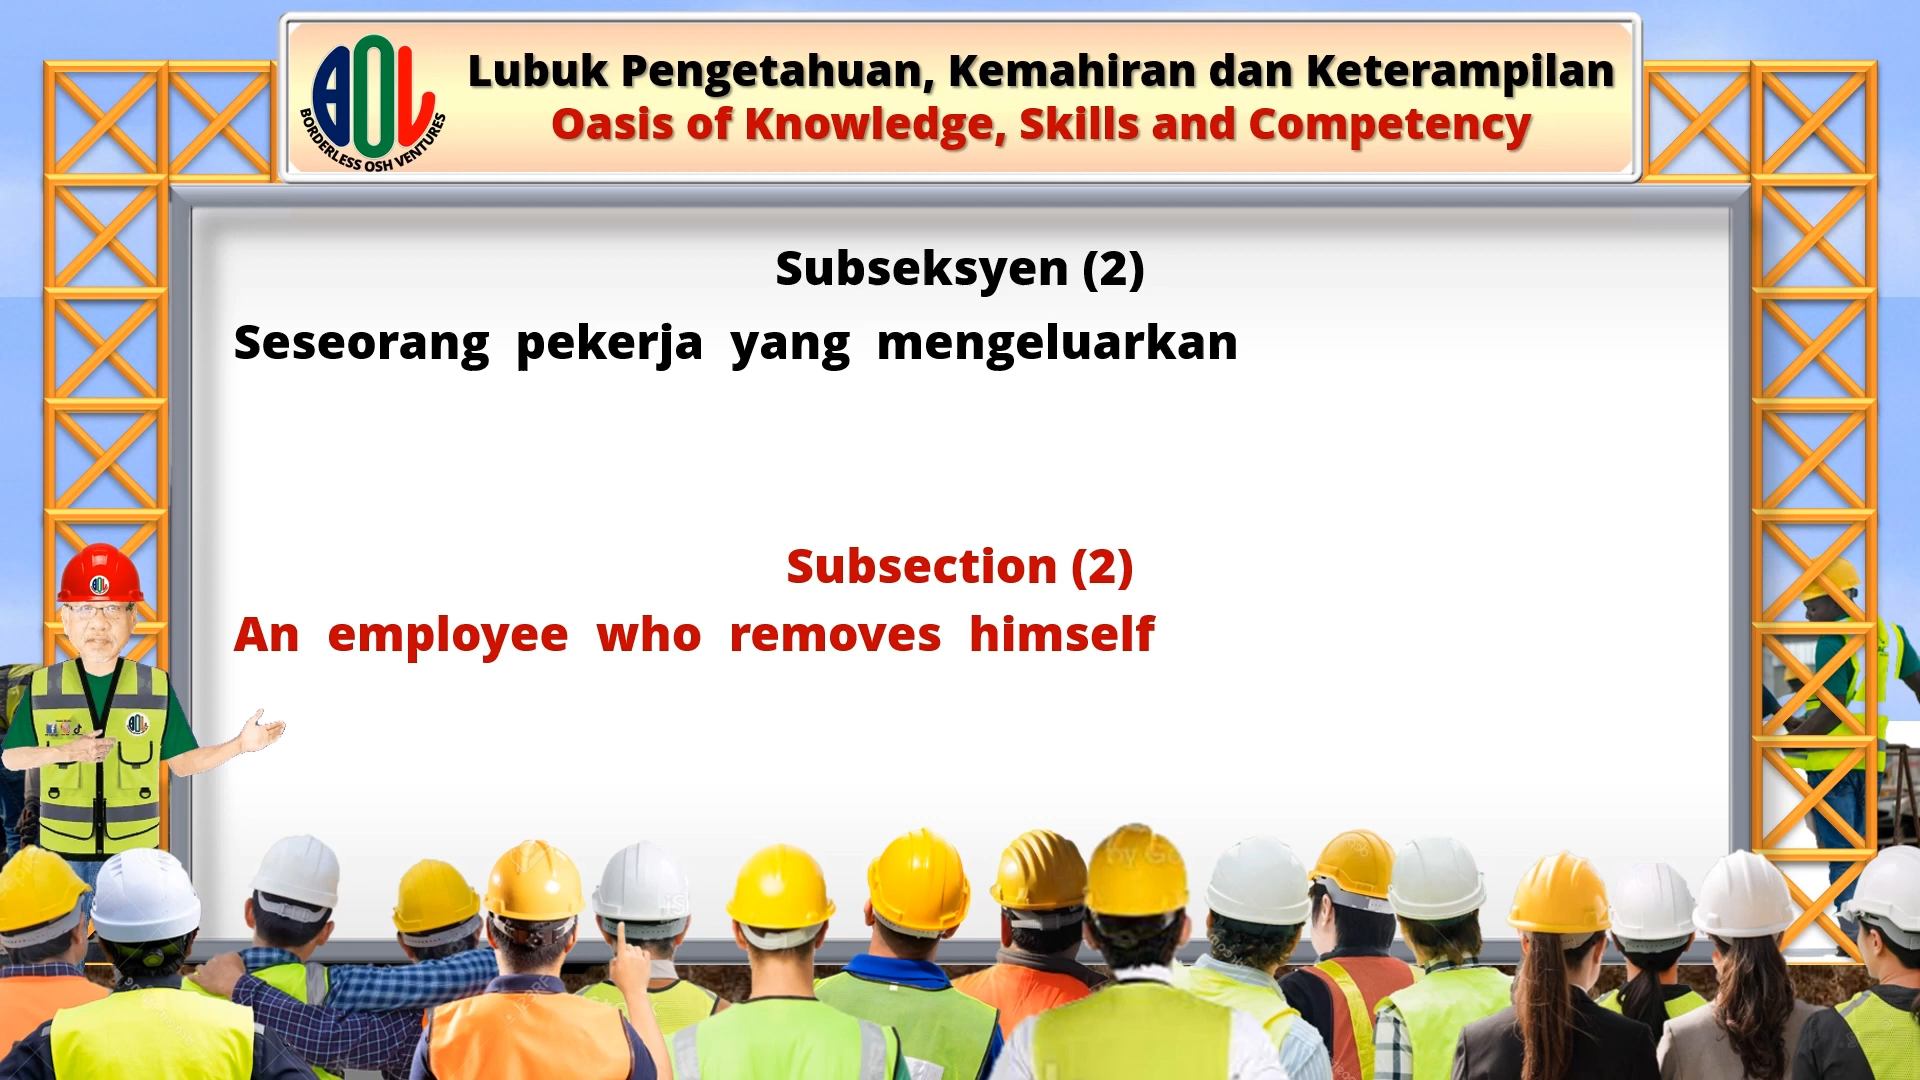 Lubuk Pengetahuan, Kemahiran dan Keterampilan
Oasis of Knowledge, Skills and Competency
BOL
BORDERLESS OSH VENTURES
Subseksyen (2)
Seseorang pekerja yang mengeluarkan
Subsection (2)
An employee who removes himself